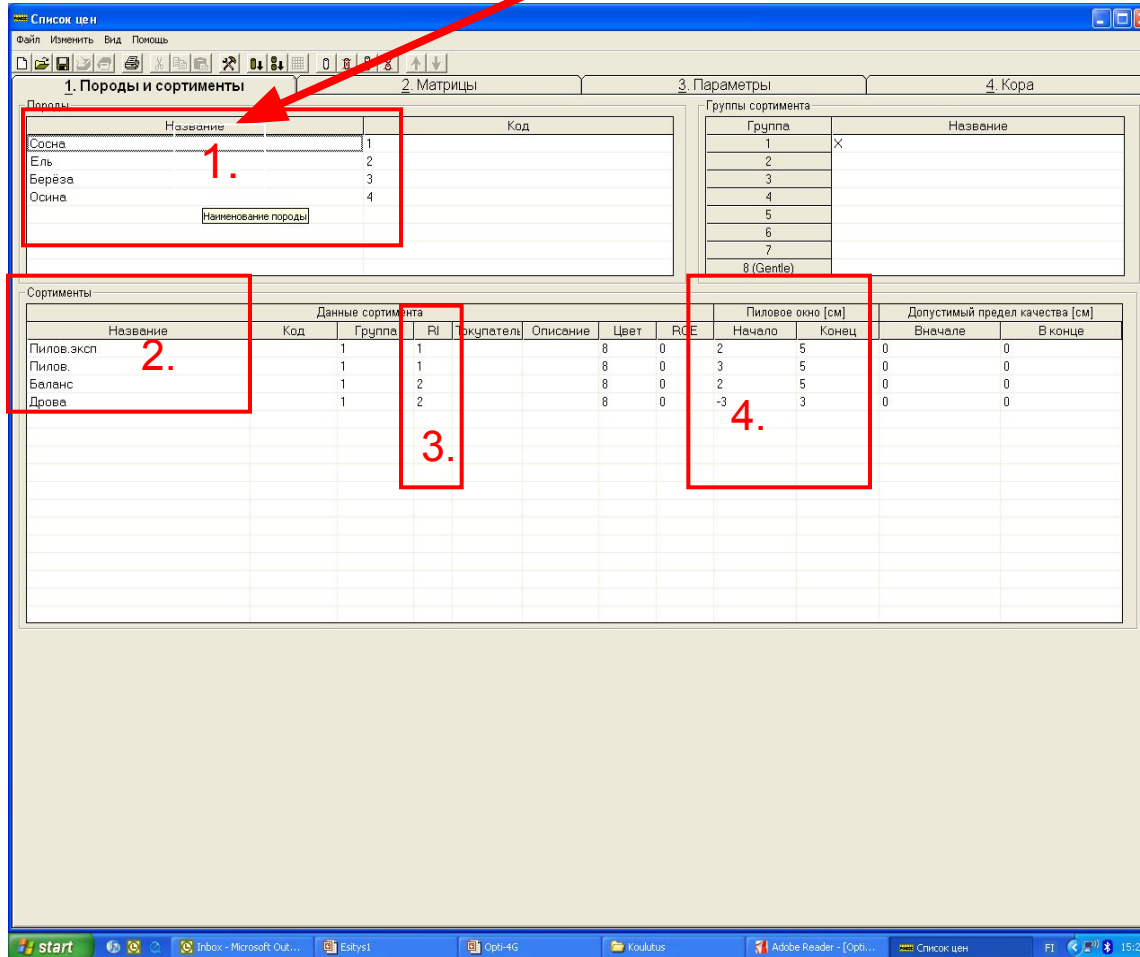 Список цен
Файл Изменить Вид Помощь
1. Породы и сортименты 2. Матрицы 3. Параметры 4. Кора
Породы Группы сортимента
Название Код Группа Название
Сосна 1 1 X
Ель 2 2
Берёза 3 3
Осина 4 4
1.
Наименование породы 5
6
7
8 (Gentle)
Сортименты
Данные сортимента Пиловое окно [см] Допустимый предел качества [см]
Название Код Группа RI Покупатель Описание Цвет Начало Конец Вначале В конце
Пилов.эксп 1 1 8 0 2 5 0 0
Пилов. 1 1 8 0 3 5 0 0
Баланс 1 2 8 0 2 5 0 0
Дрова 1 2 8 0 -3 3 0 0
2.
3.
4.
start Inbox - Microsoft Out... Esitys1 Opti-4G Koulutus Adobe Reader - [Opti... Список цен FI